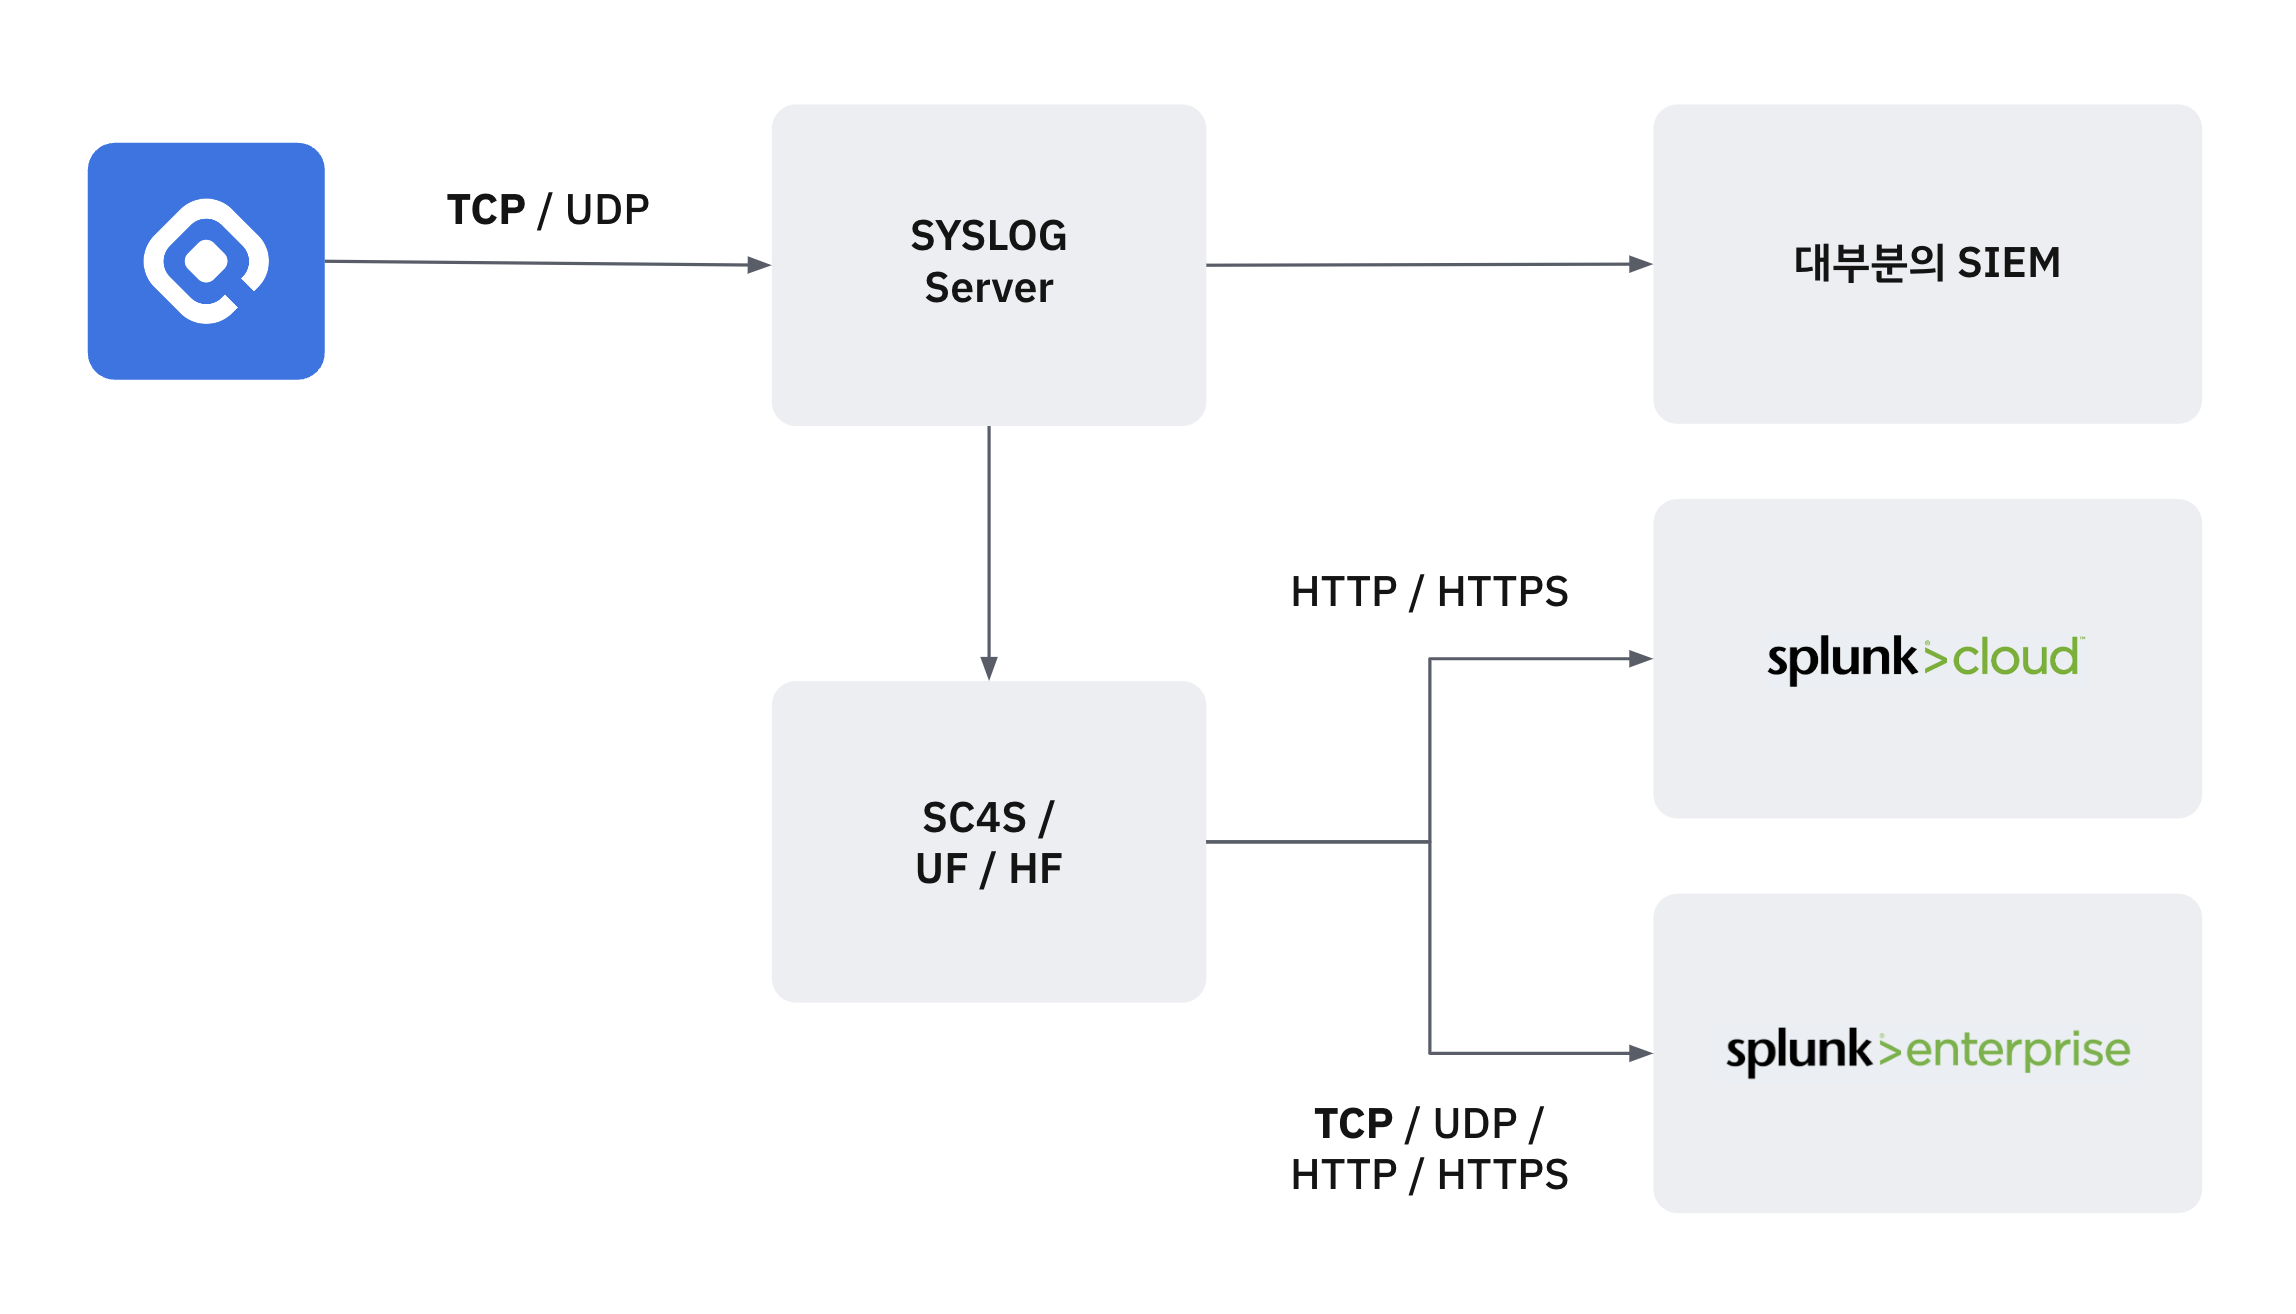 TCP / UDP
SYSLOG
Server
대부분의 SIEM
HTTP / HTTPS
splunk>cloud™
SC4S /
UF / HF
splunk>enterprise
TCP / UDP /
HTTP / HTTPS